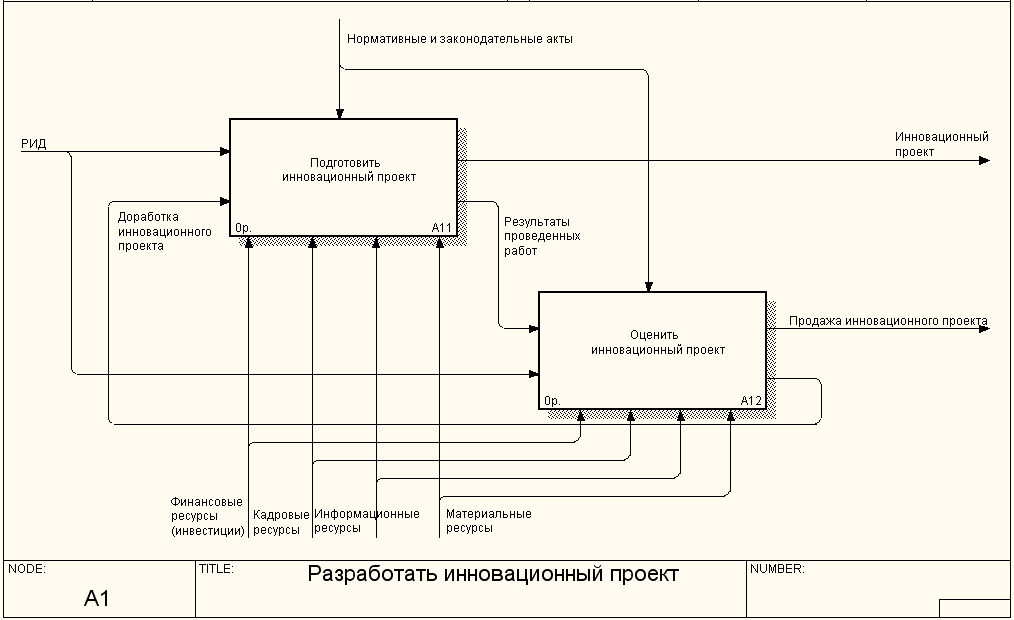 Нормативные и законодательные акты
РИД
Инновационный
проект
Подготовить
инновационный проект
0р.
A11
Доработка
инновационного
проекта
Результаты
проведенных
работ
Продажа инновационного проекта
Оценить
инновационный проект
0р.
A12
Финансовые
ресурсы
(инвестиции)
Кадровые
ресурсы
Информационные
ресурсы
Материальные
ресурсы
NODE:
A1
TITLE:
Разработать инновационный проект
NUMBER: